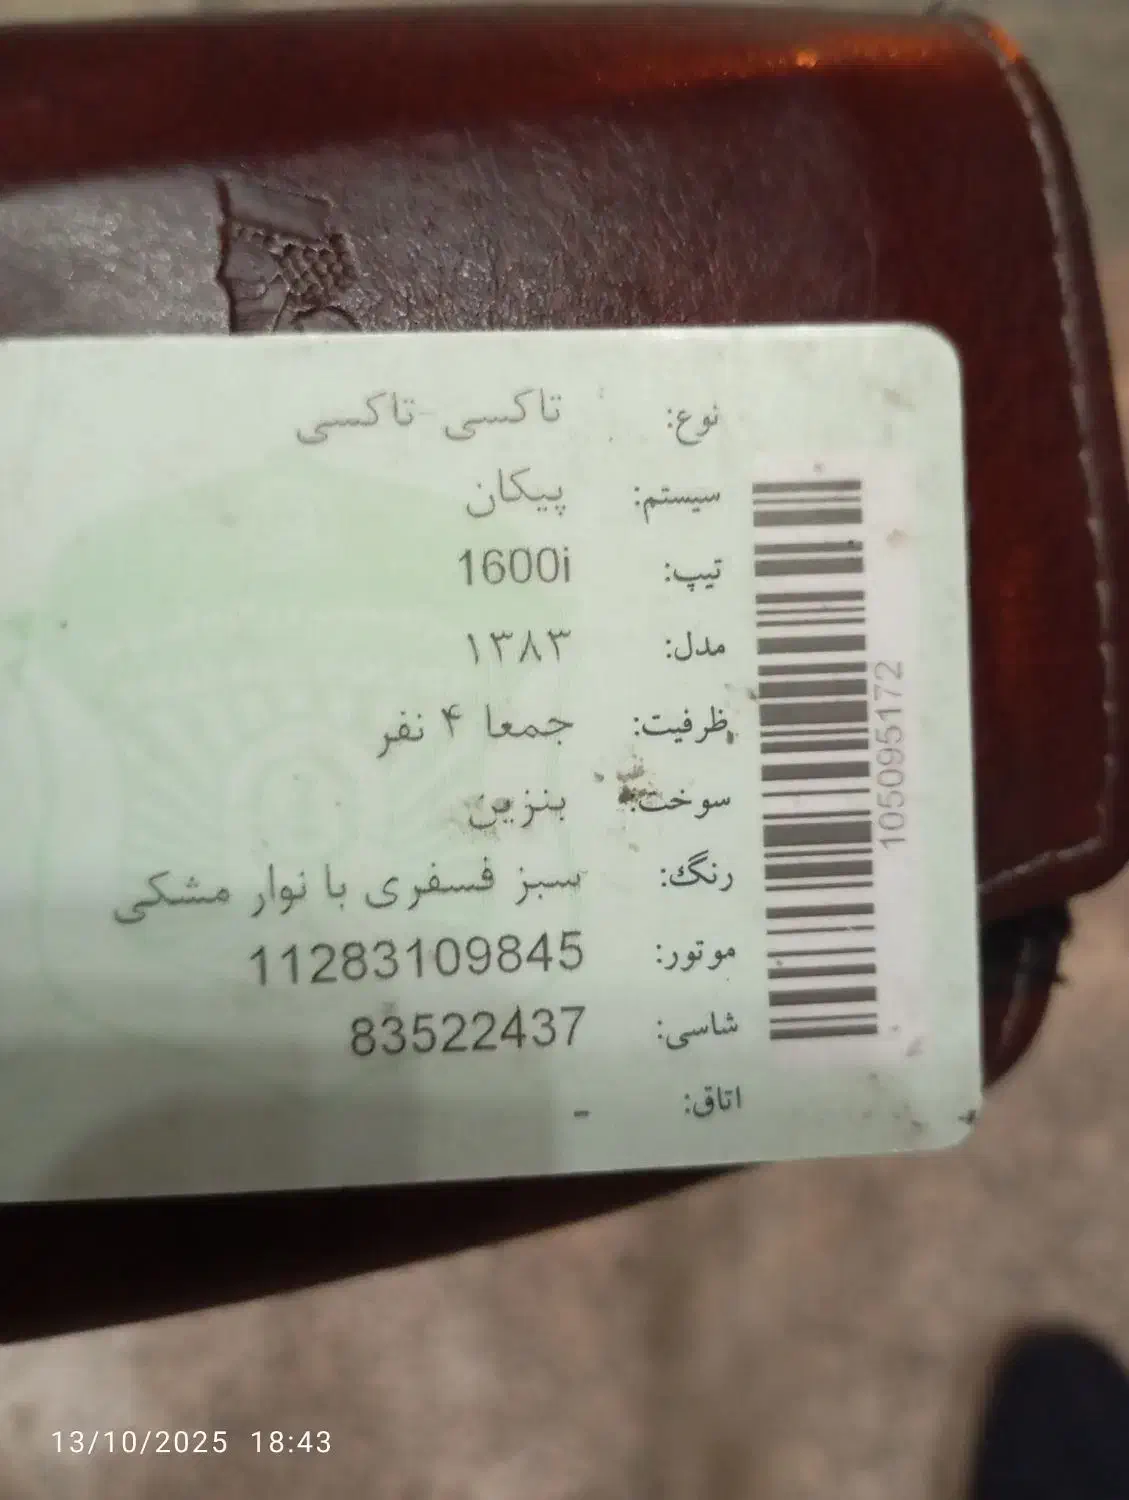 نوع: تاکسی-تاکسی
سیستم: پیکان
تیپ: 1600i
مدل: ۱۳۸۳
ظرفیت: جمعا ۴ نفر
سوخت: بنزین
رنگ: سبز فسفری با نوار مشکی
موتور: 11283109845
شاسی: 83522437
اتاق: -
105095172
13/10/2025 18:43